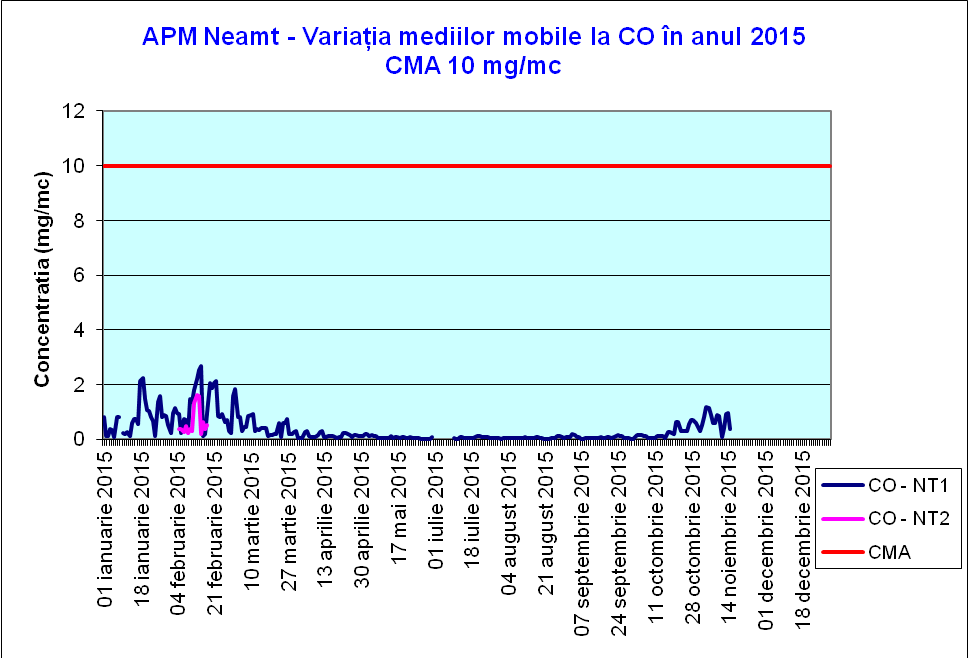 APM Neamt - Variația mediilor mobile la CO în anul 2015
CMA 10 mg/mc
Concentratia (mg/mc)
12
10
8
6
4
2
0
01 ianuarie 2015
18 ianuarie 2015
04 februarie 2015
21 februarie 2015
10 martie 2015
27 martie 2015
13 aprilie 2015
30 aprilie 2015
17 mai 2015
01 iulie 2015
18 iulie 2015
04 august 2015
21 august 2015
07 septembrie 2015
24 septembrie 2015
11 octombrie 2015
28 octombrie 2015
14 noiembrie 2015
01 decembrie 2015
18 decembrie 2015
CO - NT1
CO - NT2
CMA